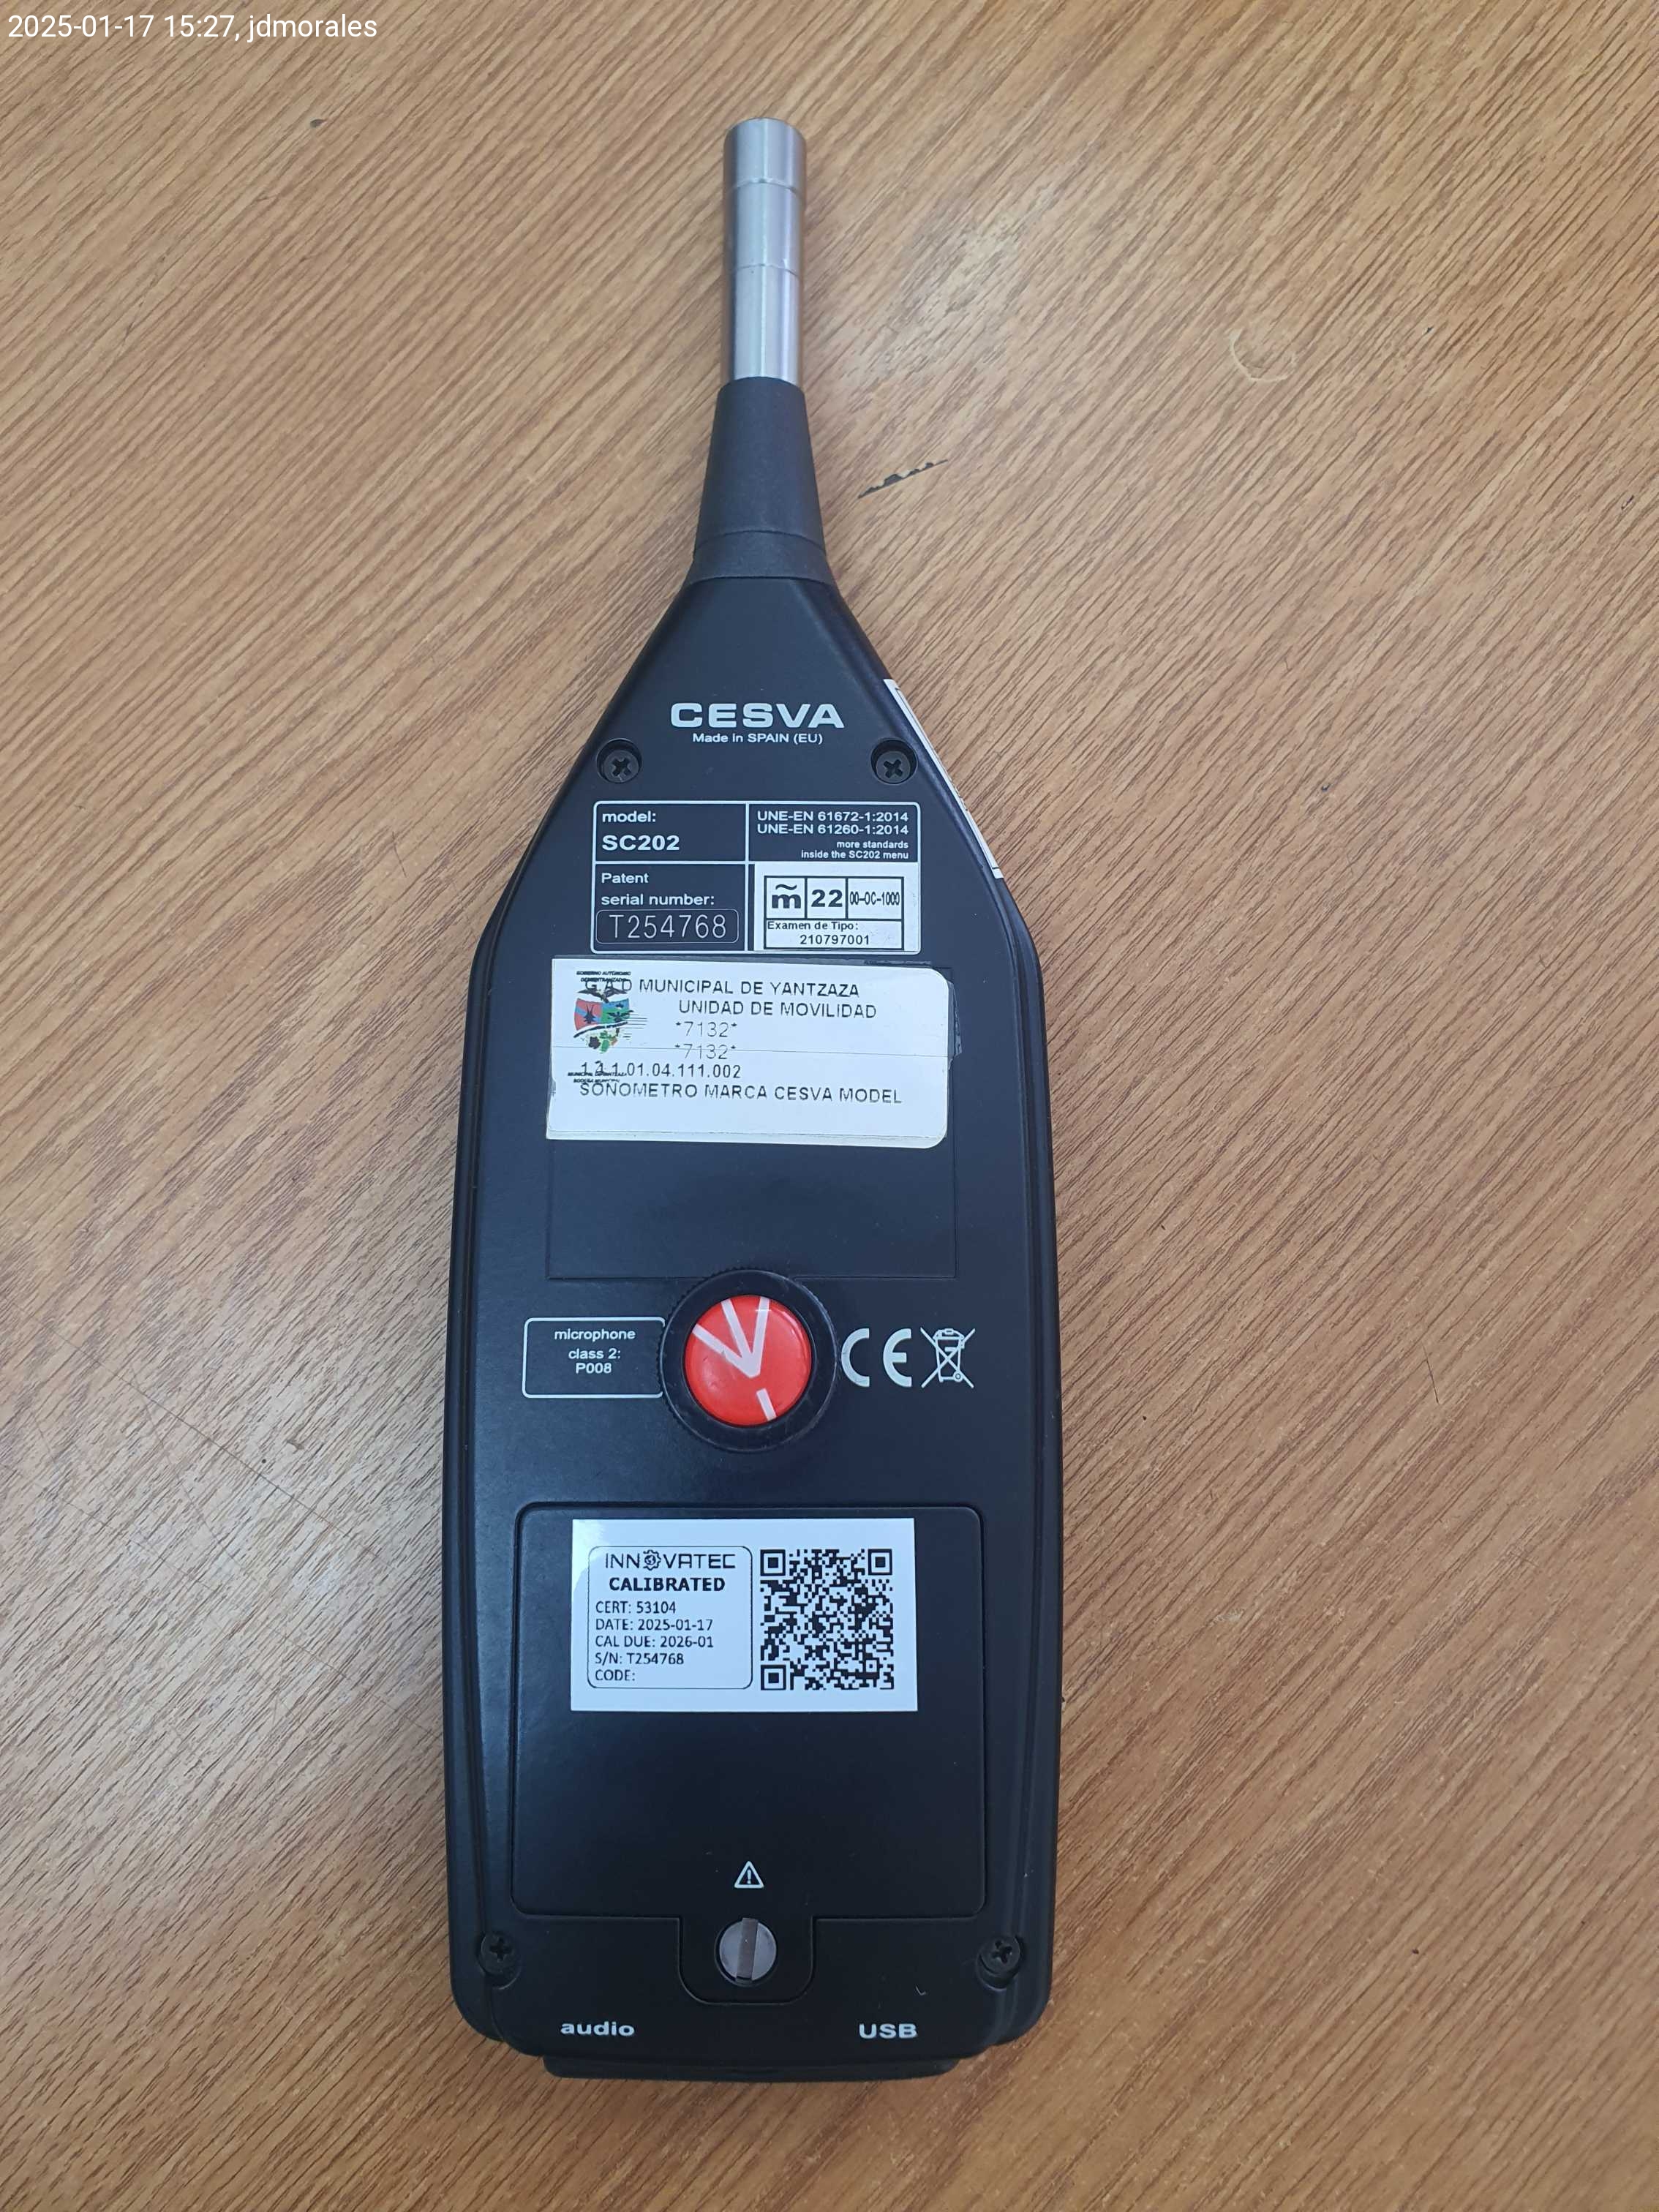 2025-01-17 15:27, jdmorales
CESVA
Made in SPAIN (EU)
model:
SC202
UNE-EN 61672-1:2014
UNE-EN 61260-1:2014
more standards
inside the SC202 menu
Patent
serial number:
T254768
m̃ 22 00-OC-1000
Examen de Tipo:
210797001
GOBIERNO AUTÓNOMO
G.A.D MUNICIPAL DE YANTZAZA
UNIDAD DE MOVILIDAD
*7132*
*7132*
1.3.1.01.04.111.002
SONOMETRO MARCA CESVA MODEL
microphone
class 2:
P008
CE
INNOVATEC
CALIBRATED
CERT: 53104
DATE: 2025-01-17
CAL DUE: 2026-01
S/N: T254768
CODE:
audio
USB